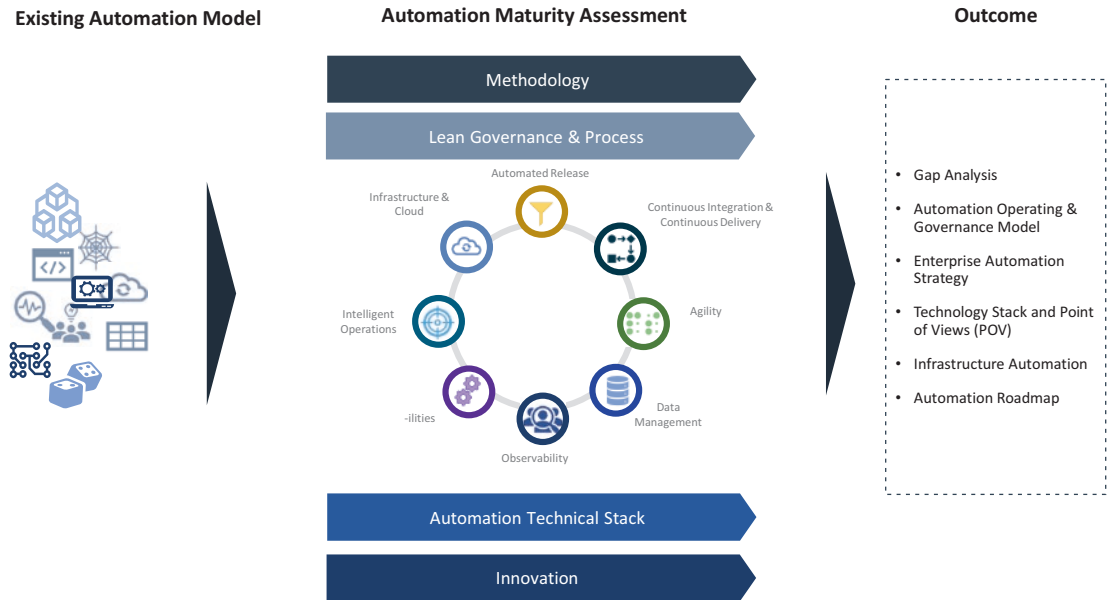 Existing Automation Model
Automation Maturity Assessment
Outcome
Methodology
Lean Governance & Process
Automated Release
Infrastructure &
Cloud
Continuous Integration &
Continuous Delivery
Intelligent
Operations
Agility
-ilities
Data
Management
Observability
Automation Technical Stack
Innovation
• Gap Analysis
• Automation Operating &
Governance Model
• Enterprise Automation
Strategy
• Technology Stack and Point
of Views (POV)
• Infrastructure Automation
• Automation Roadmap